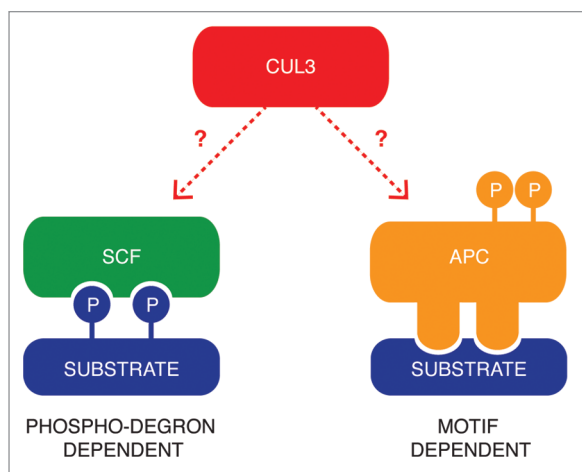 CUL3
? ?
P P
SCF APC
P P
SUBSTRATE SUBSTRATE
PHOSPHO-DEGRON MOTIF
DEPENDENT DEPENDENT